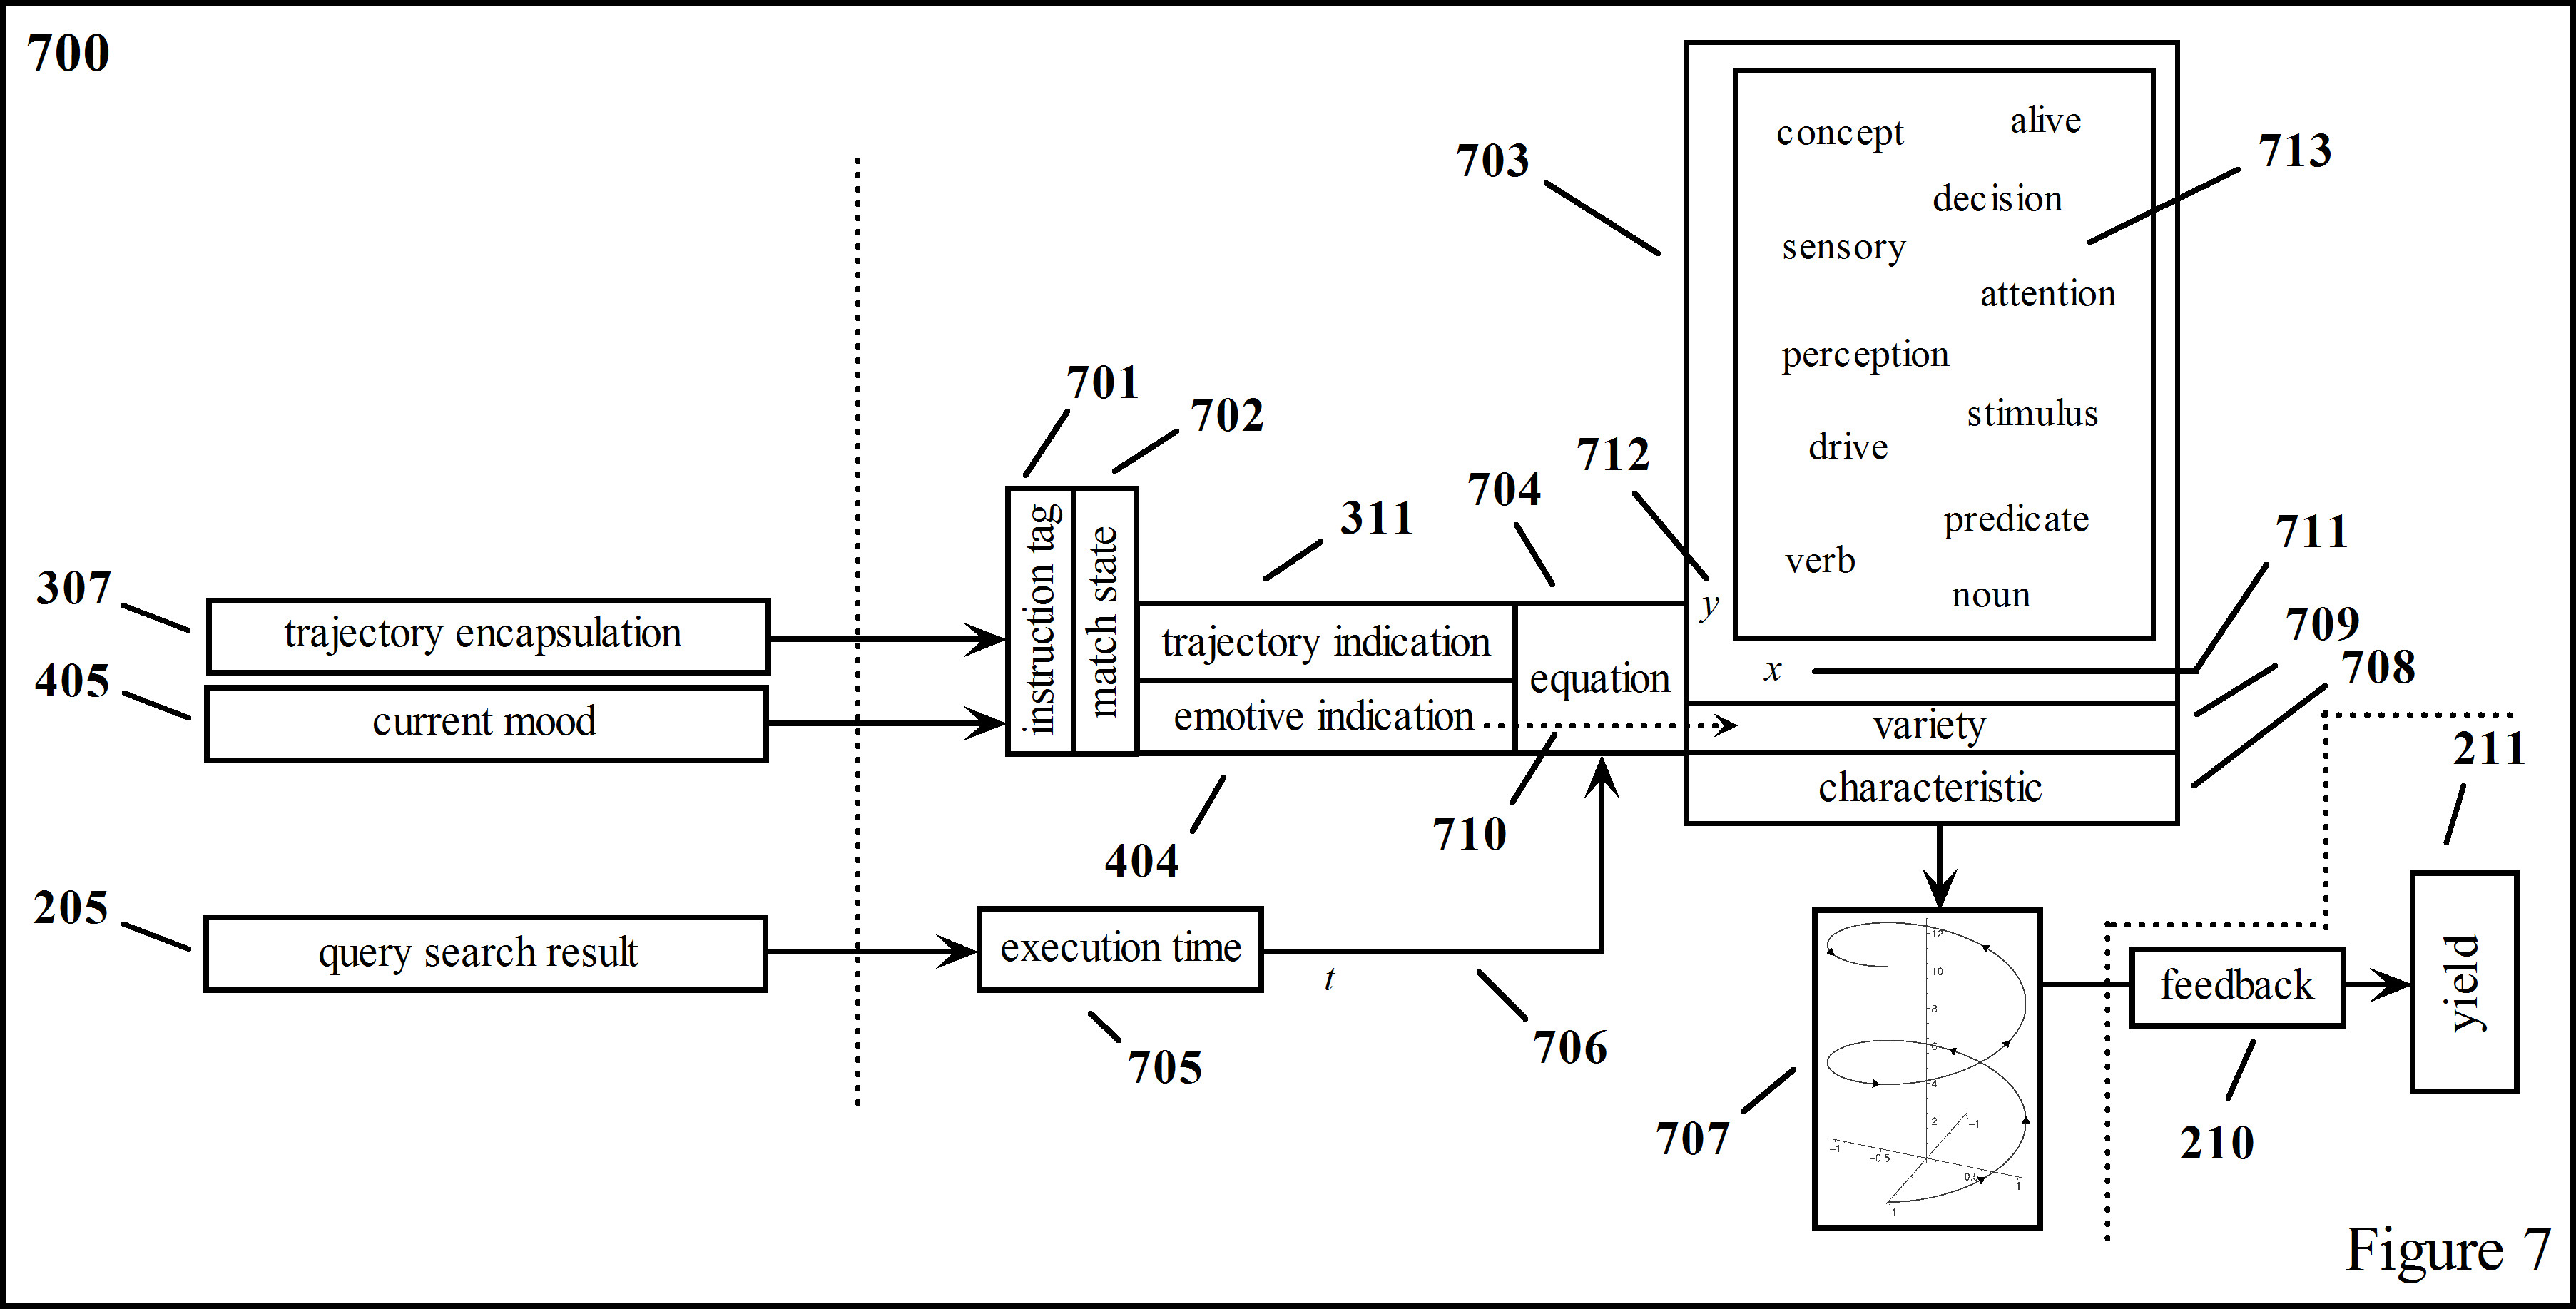 700
concept
alive
713
703
decision
sensory
attention
perception
stimulus
drive
predicate
verb
noun
701
702
712
704
311
711
709
708
307
trajectory encapsulation
405
current mood
instruction tag
match state
trajectory indication
emotive indication
equation
y
x
variety
characteristic
710
404
211
205
query search result
execution time
t
705
706
707
12
10
8
6
4
2
-1
-0.5
0.5
1
-1
1
feedback
yield
210
Figure 7